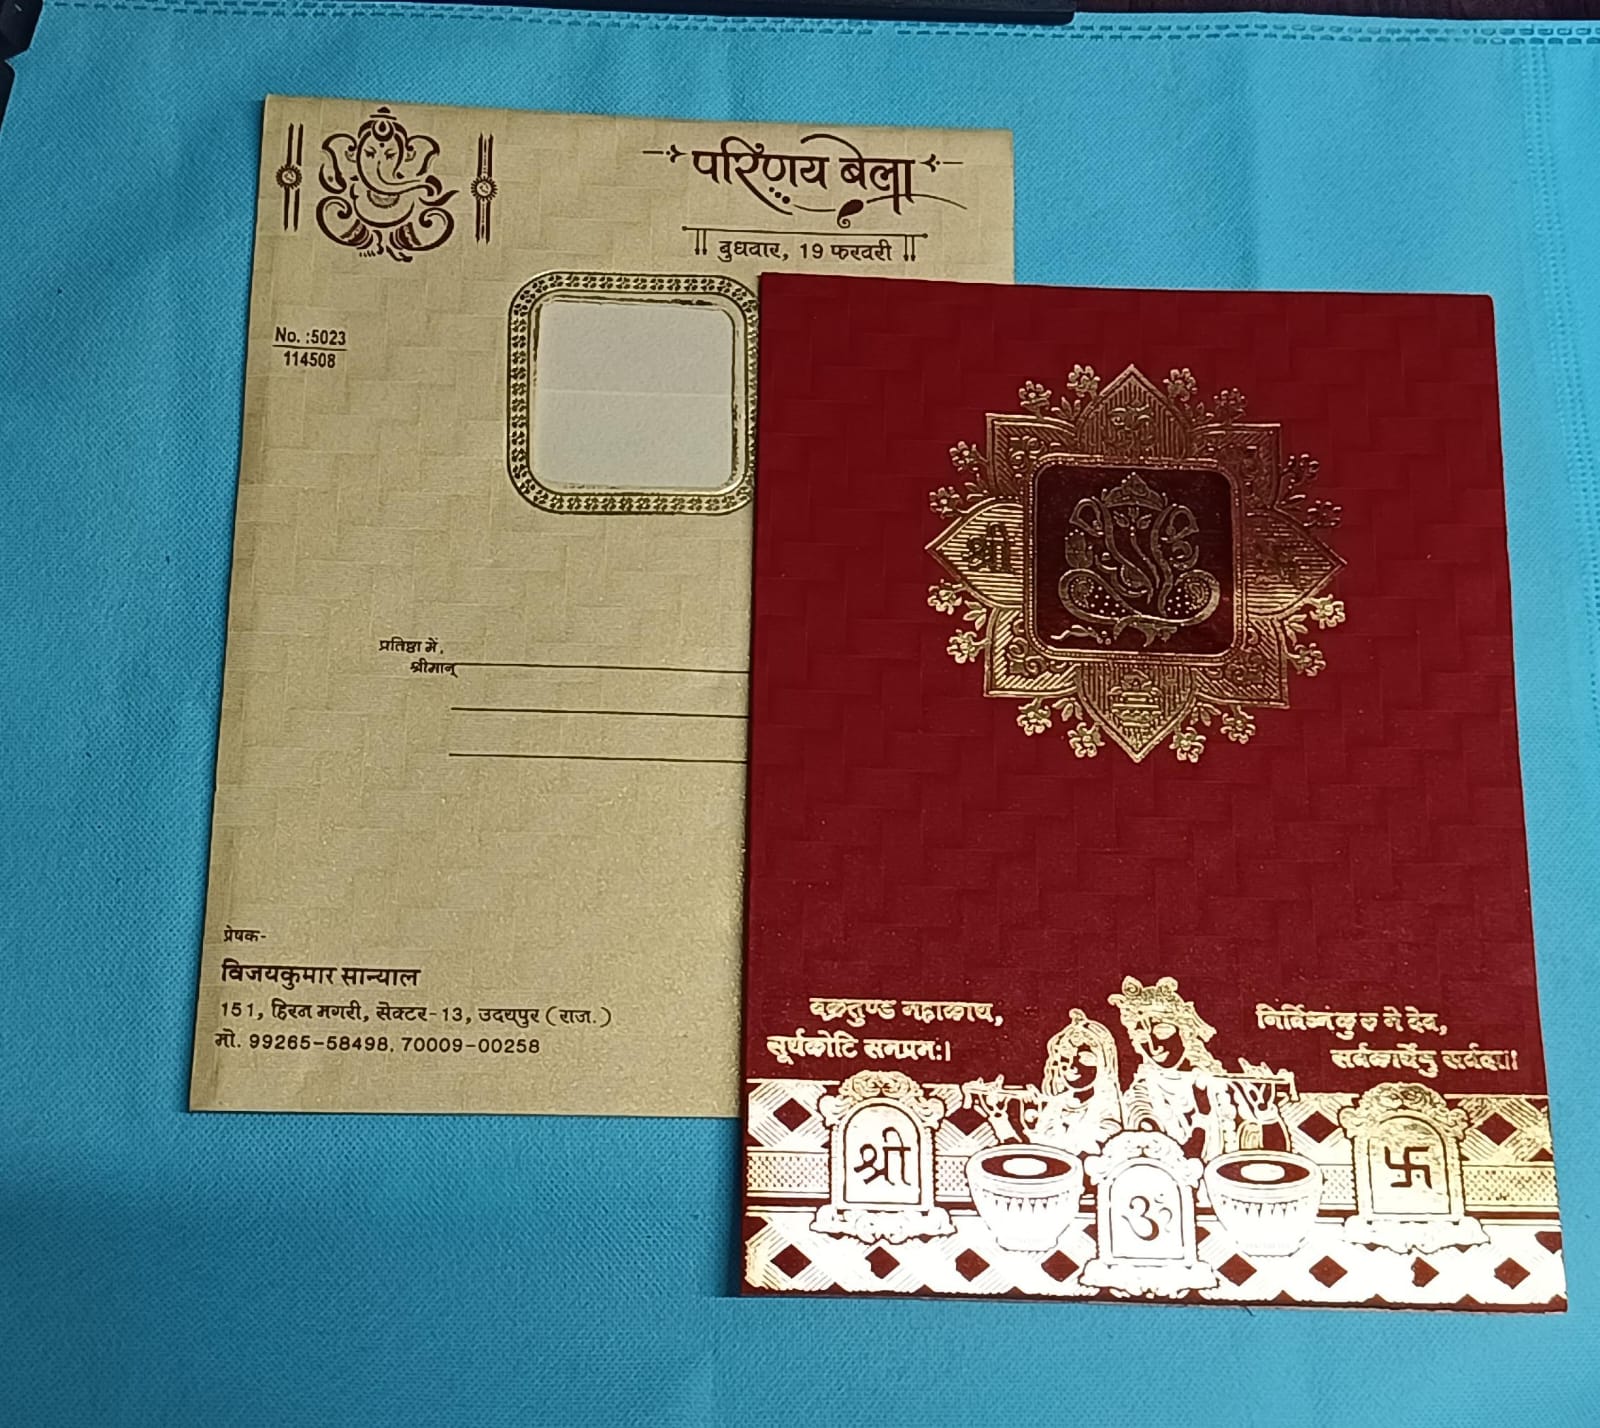 परिणय बेला
बुधवार, 19 फरवरी
No. :5023
114508
प्रतिष्ठा में,
श्रीमान्
प्रेषक-
विजयकुमार सान्याल
151, हिरन मगरी, सेक्टर-13, उदयपुर (राज.)
मो. 99265-58498, 70009-00258
श्री
वक्रतुण्ड महाकाय,
सूर्यकोटि समप्रभः।
निर्विघ्नं कुरु मे देव,
सर्वकार्येषु सर्वदा॥
श्री
ॐ
卐